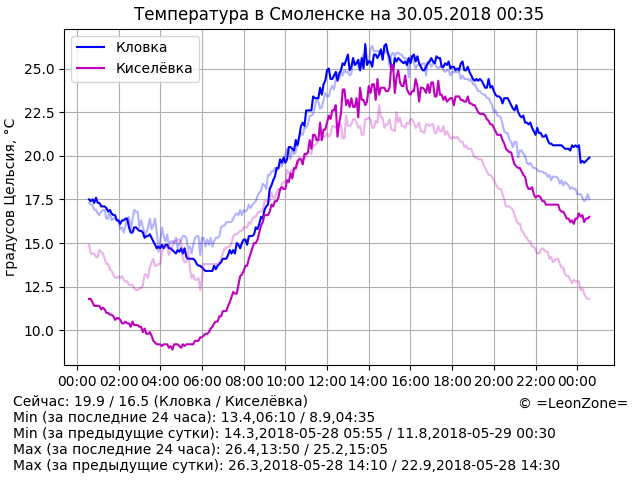 Температура в Смоленске на 30.05.2018 00:35
Кловка
Киселёвка
градусов Цельсия, °C
25.0
22.5
20.0
17.5
15.0
12.5
10.0
00:00 02:00 04:00 06:00 08:00 10:00 12:00 14:00 16:00 18:00 20:00 22:00 00:00
Сейчас: 19.9 / 16.5 (Кловка / Киселёвка)
© =LeonZone=
Min (за последние 24 часа): 13.4,06:10 / 8.9,04:35
Min (за предыдущие сутки): 14.3,2018-05-28 05:55 / 11.8,2018-05-29 00:30
Max (за последние 24 часа): 26.4,13:50 / 25.2,15:05
Max (за предыдущие сутки): 26.3,2018-05-28 14:10 / 22.9,2018-05-28 14:30